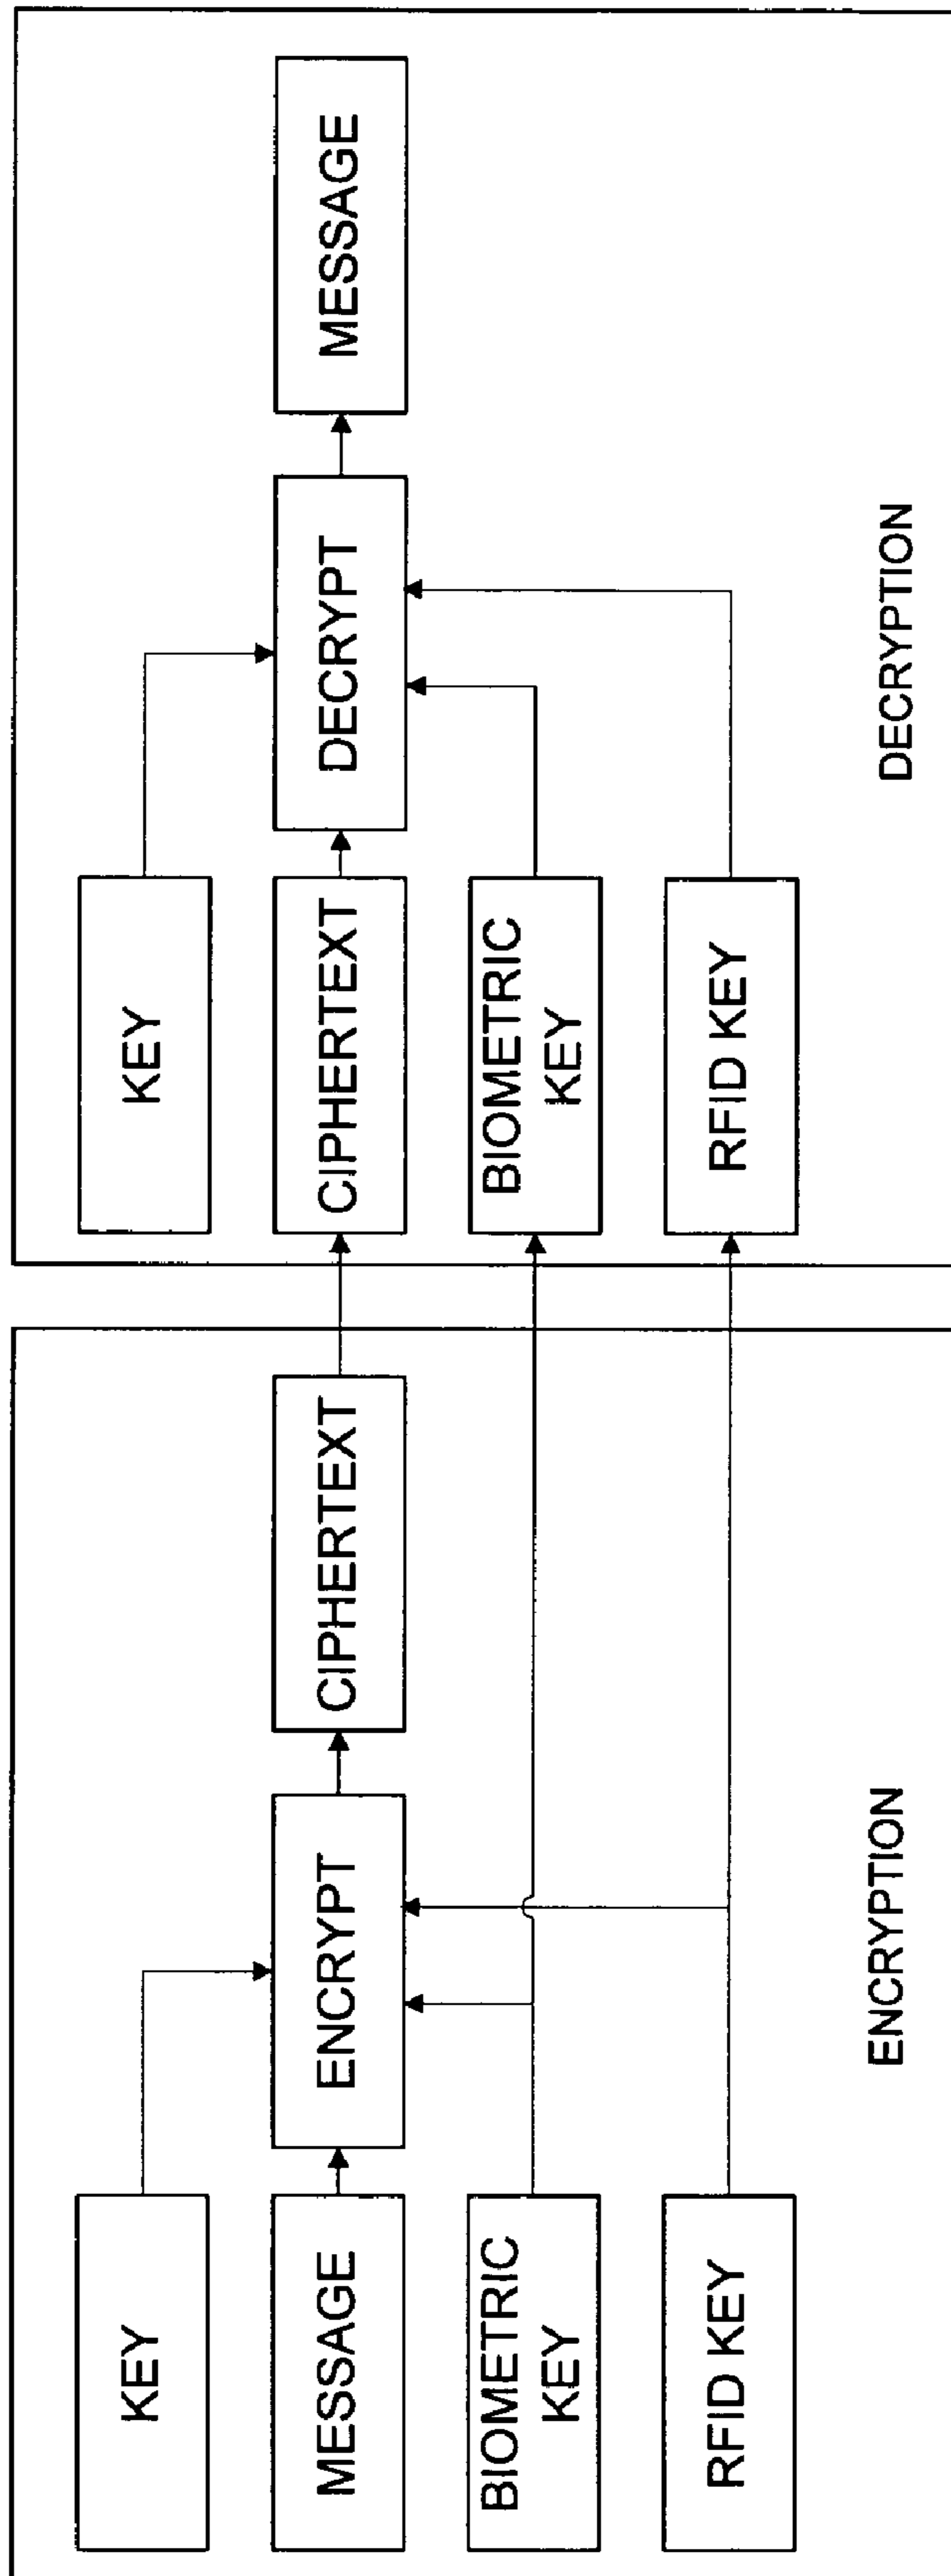 KEY
MESSAGE
BIOMETRIC
KEY
RFID KEY
ENCRYPT
CIPHERTEXT
ENCRYPTION
KEY
CIPHERTEXT
BIOMETRIC
KEY
RFID KEY
DECRYPT
MESSAGE
DECRYPTION